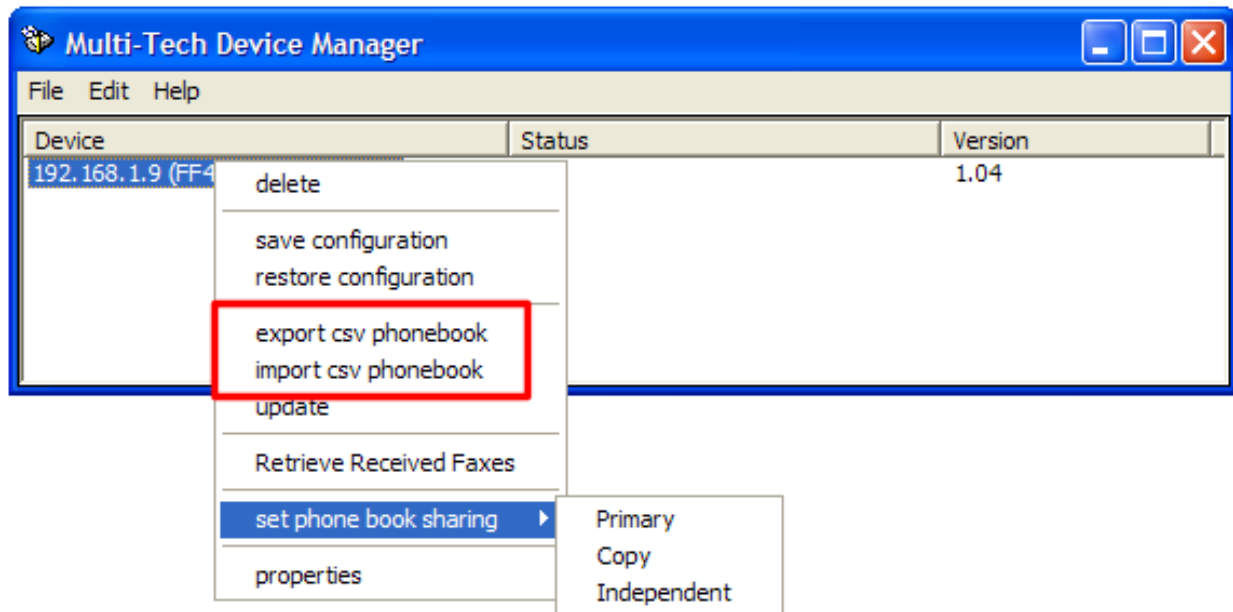 Multi-Tech Device Manager
File Edit Help
Device Status Version
192.168.1.9 (FF4 1.04
delete
save configuration
restore configuration
export csv phonebook
import csv phonebook
update
Retrieve Received Faxes
set phone book sharing
Primary
Copy
Independent
properties